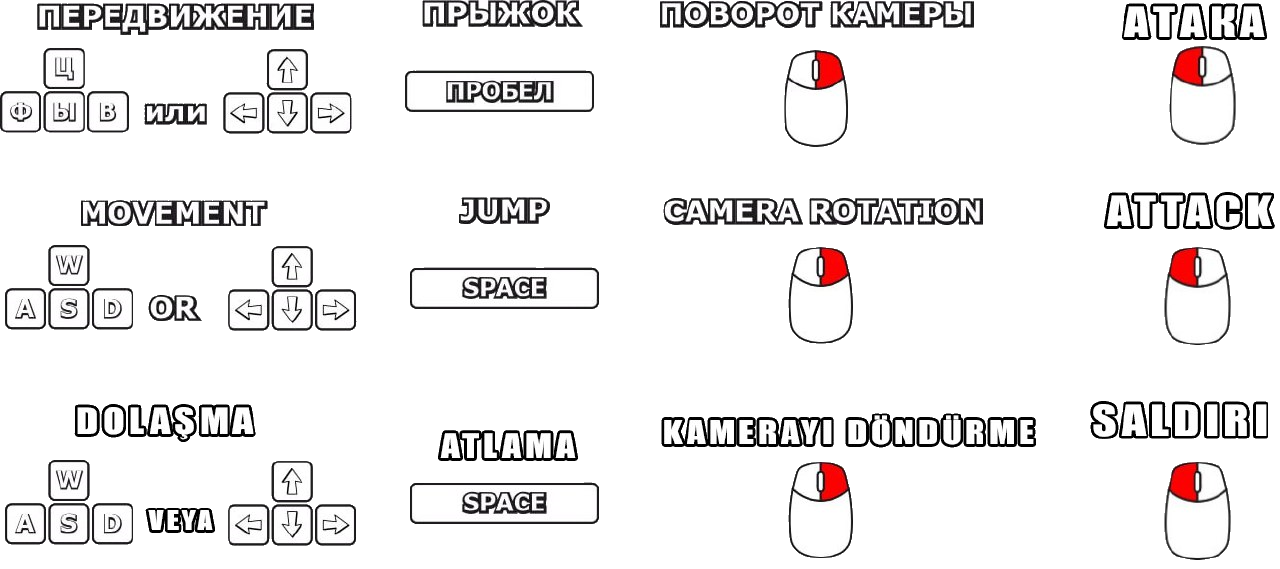 ПЕРЕДВИЖЕНИЕ
ПРЫЖОК
ПОВОРОТ КАМЕРЫ
АТАКА
Ц
Ф Ы В ИЛИ
ПРОБЕЛ
MOVEMENT
JUMP
CAMERA ROTATION
ATTACK
W
A S D OR
SPACE
DOLAŞMA
ATLAMA
KAMERAYI DÖNDÜRME
SALDIRI
W
A S D VEYA
SPACE